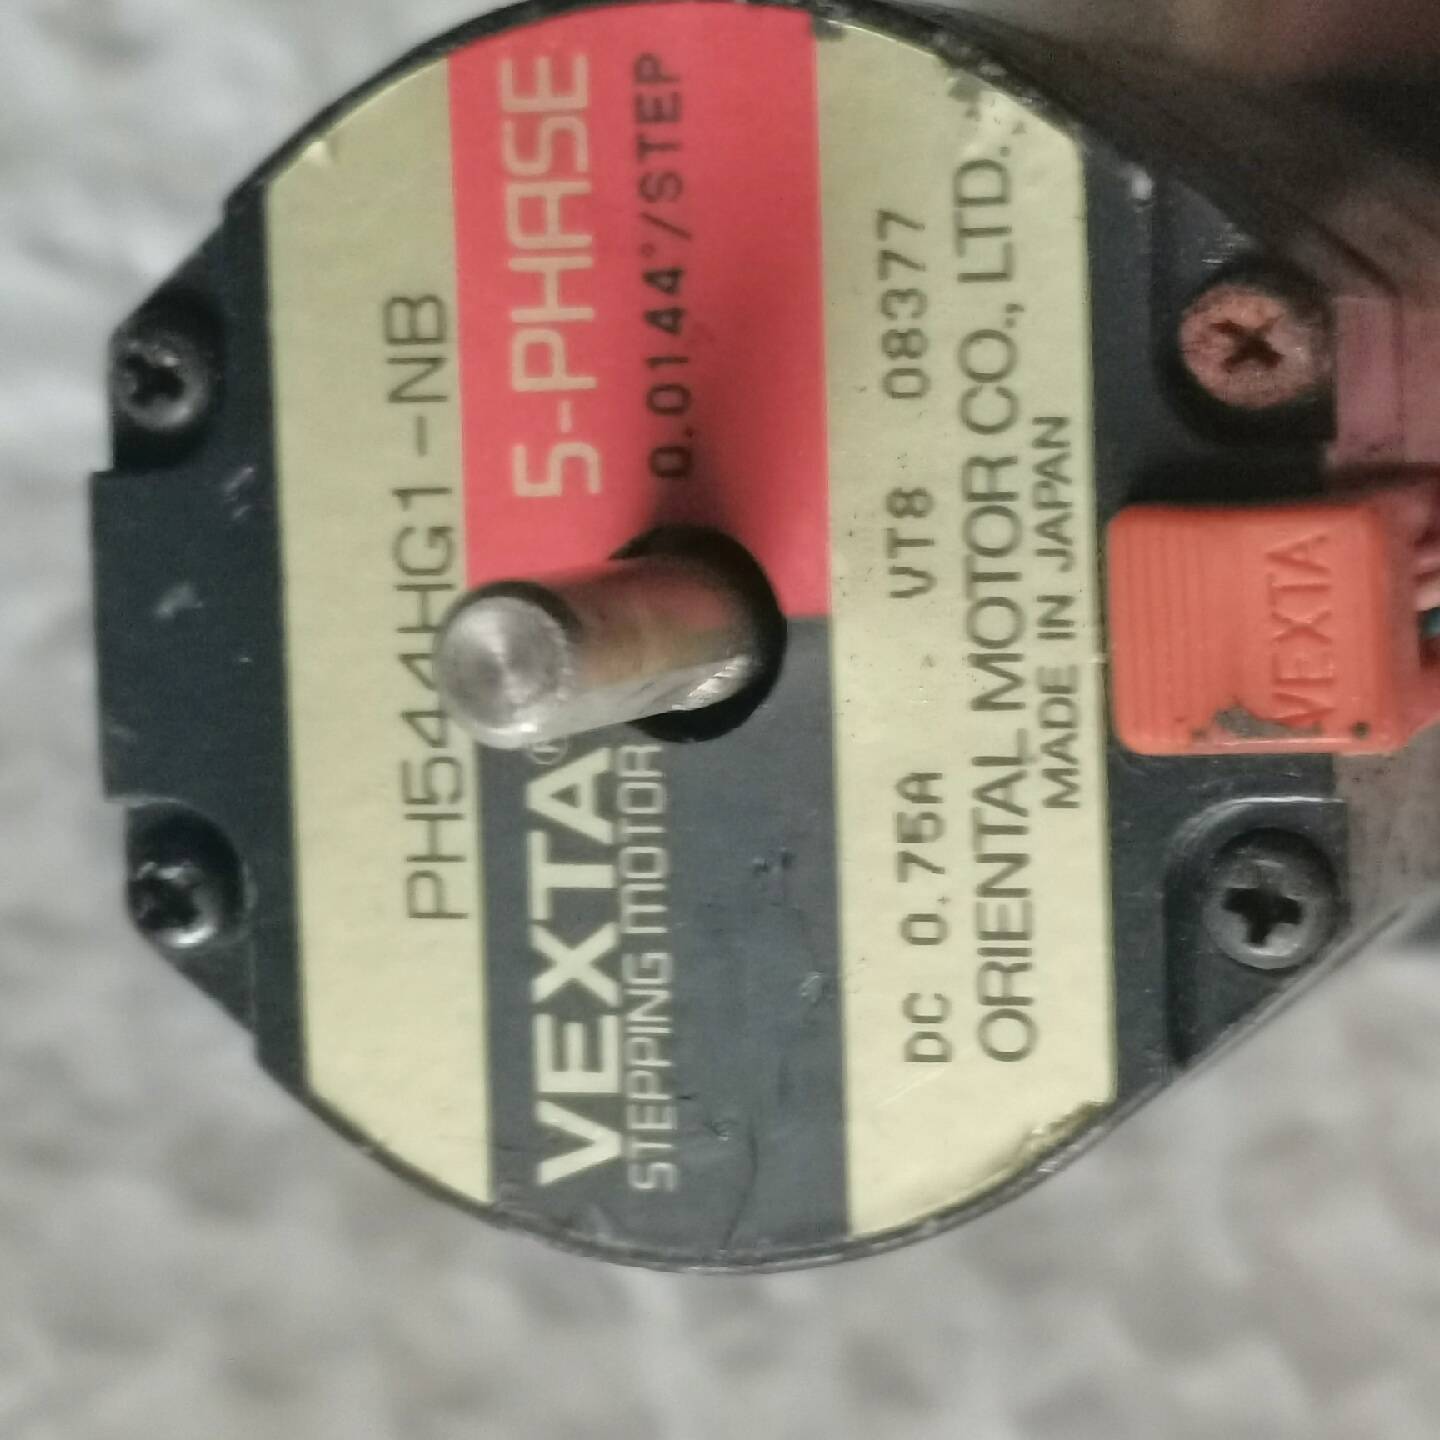 PH544HG1-NB
VEXTA® 5-PHASE
STEPPING MOTOR 0.0144°/STEP
DC 0.75A VT8 08377
ORIENTAL MOTOR CO., LTD.
MADE IN JAPAN
VEXTA